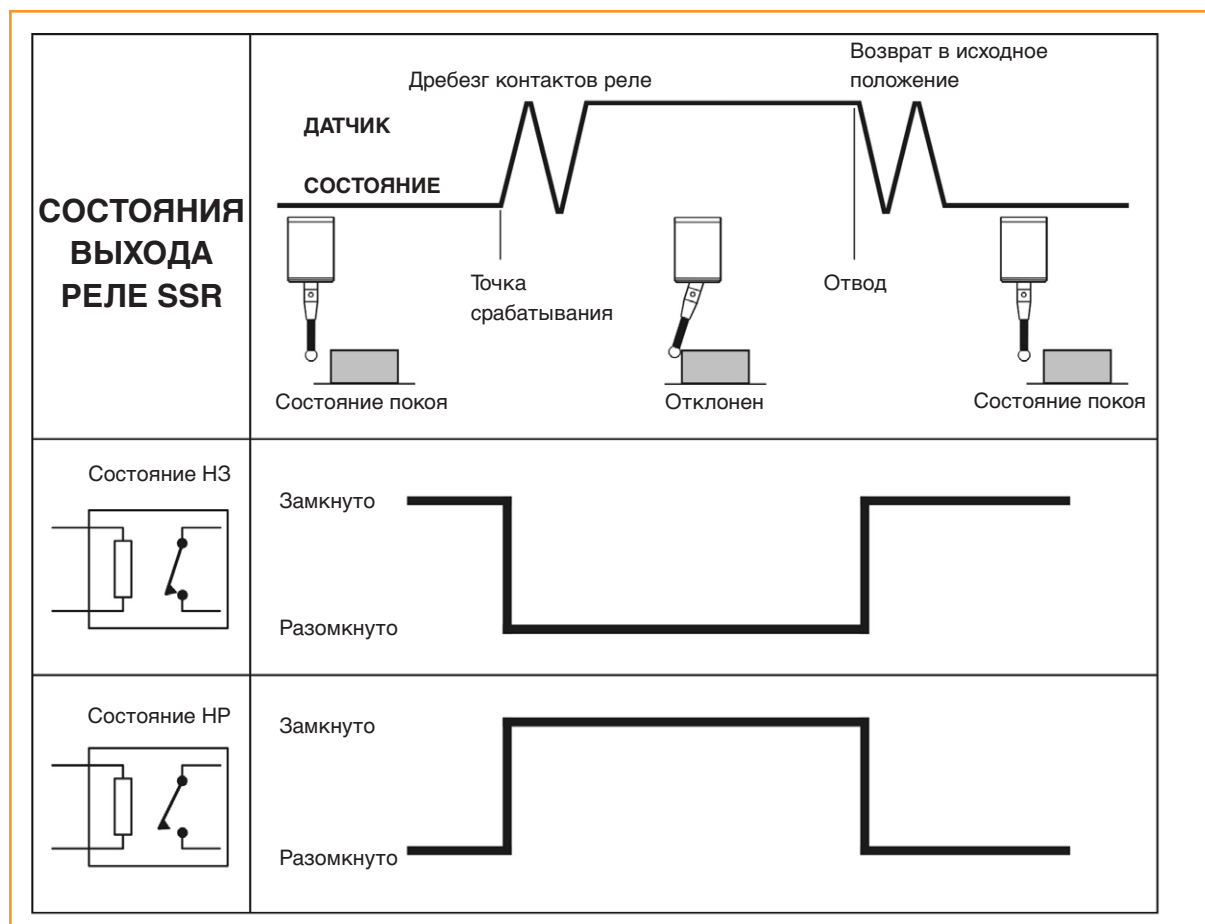 СОСТОЯНИЯ
ВЫХОДА
РЕЛЕ SSR
Дребезг контактов реле
Возврат в исходное
положение
ДАТЧИК
СОСТОЯНИЕ
Точка
срабатывания
Отвод
Состояние покоя
Отклонен
Состояние покоя
Состояние НЗ
Замкнуто
Разомкнуто
Состояние НР
Замкнуто
Разомкнуто